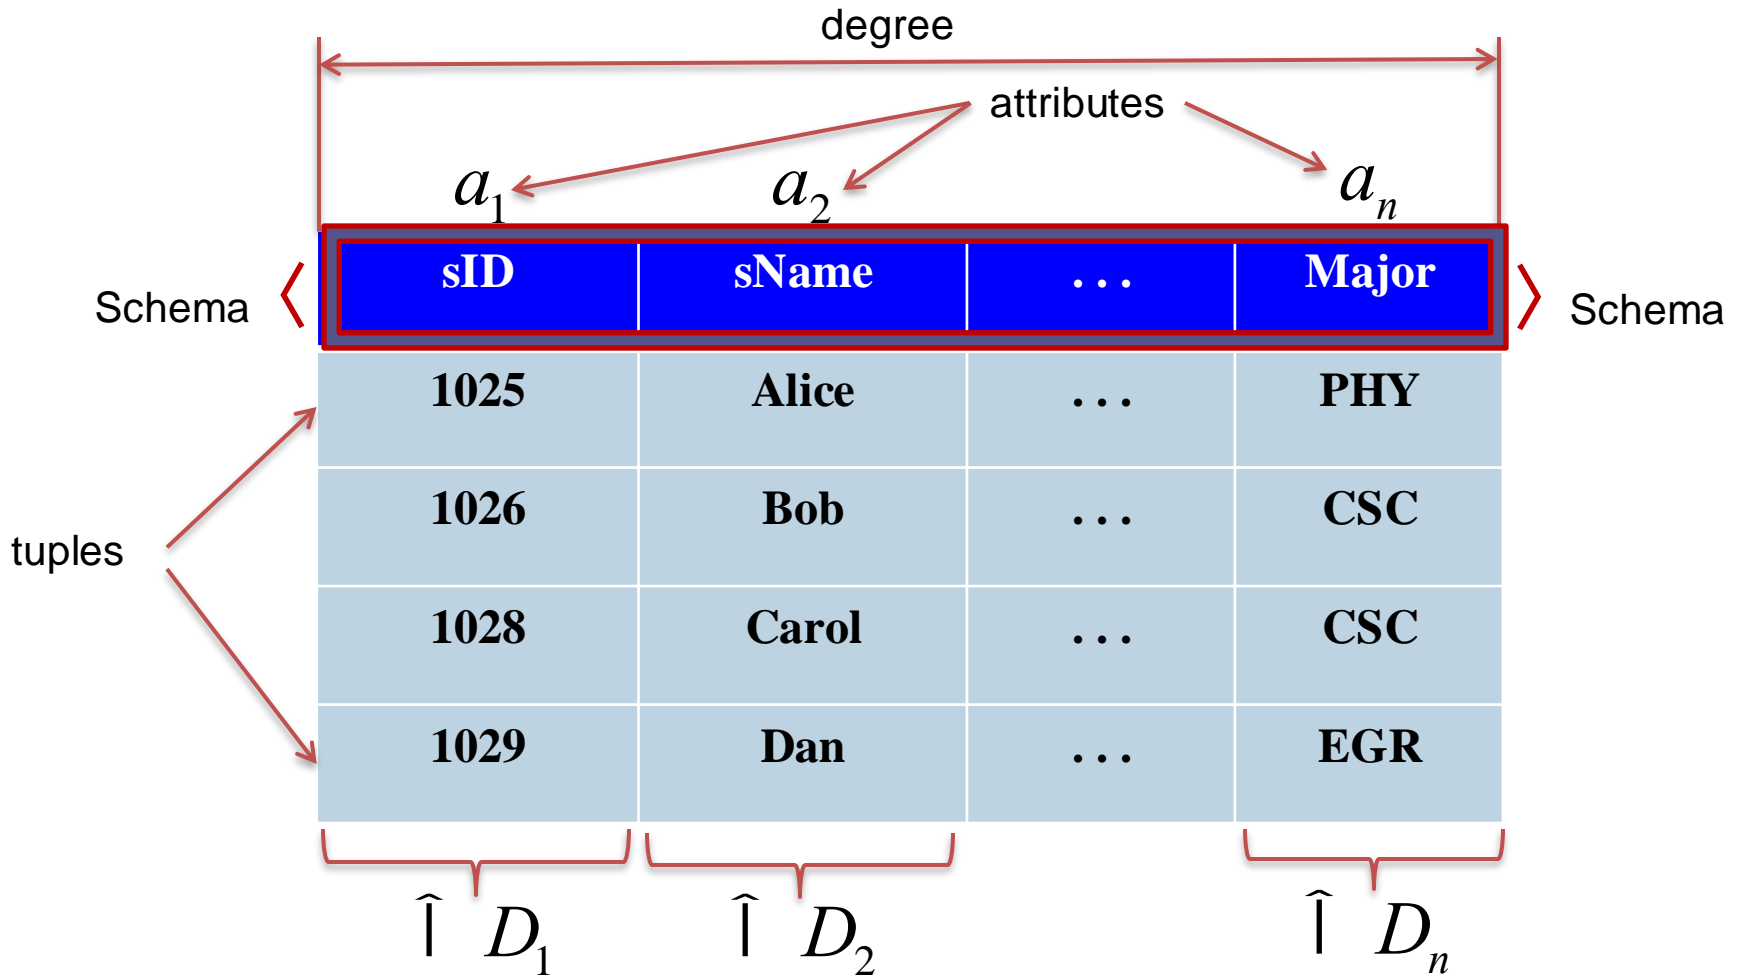 degree
attributes
a₁ a₂ aₙ
Schema sID sName ... Major Schema
1025 Alice ... PHY
1026 Bob ... CSC
tuples
1028 Carol ... CSC
1029 Dan ... EGR
Î D₁ Î D₂ Î Dₙ